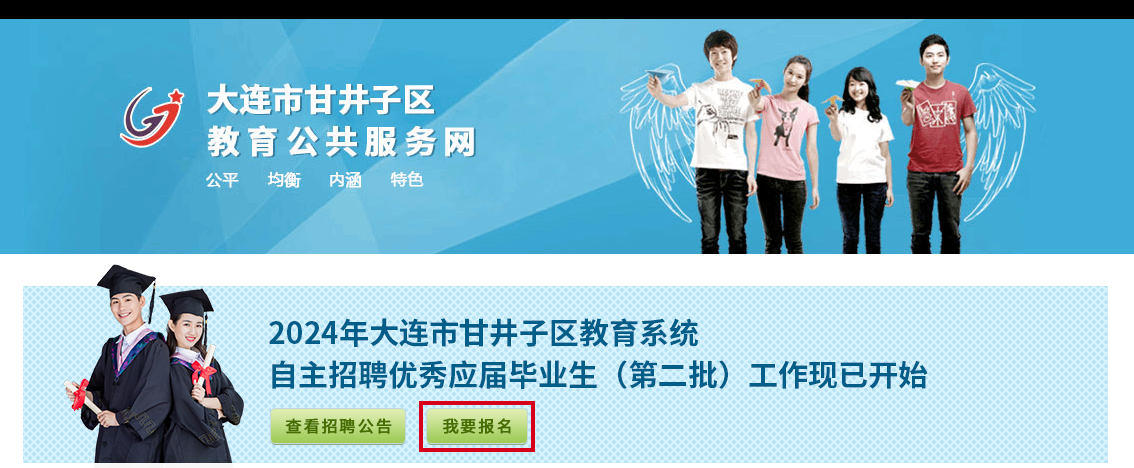 大连市甘井子区
教育公共服务网
公平 均衡 内涵 特色
2024年大连市甘井子区教育系统
自主招聘优秀应届毕业生（第二批）工作现已开始
查看招聘公告 我要报名